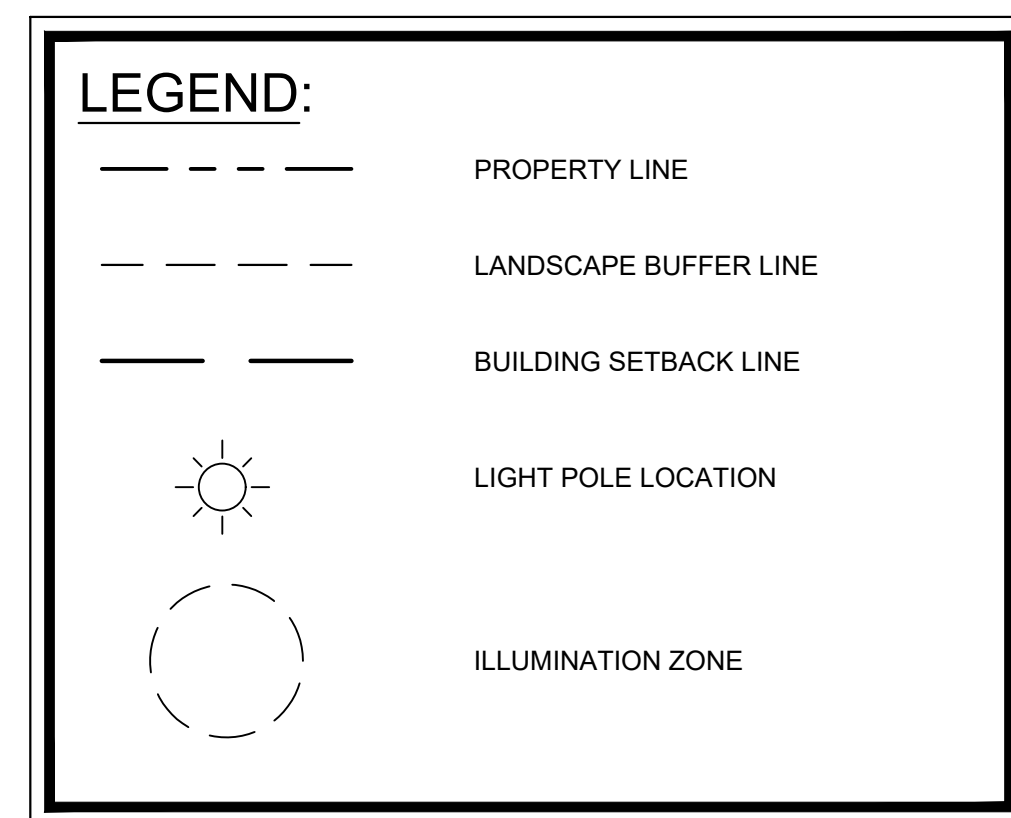 LEGEND:
PROPERTY LINE
LANDSCAPE BUFFER LINE
BUILDING SETBACK LINE
LIGHT POLE LOCATION
ILLUMINATION ZONE